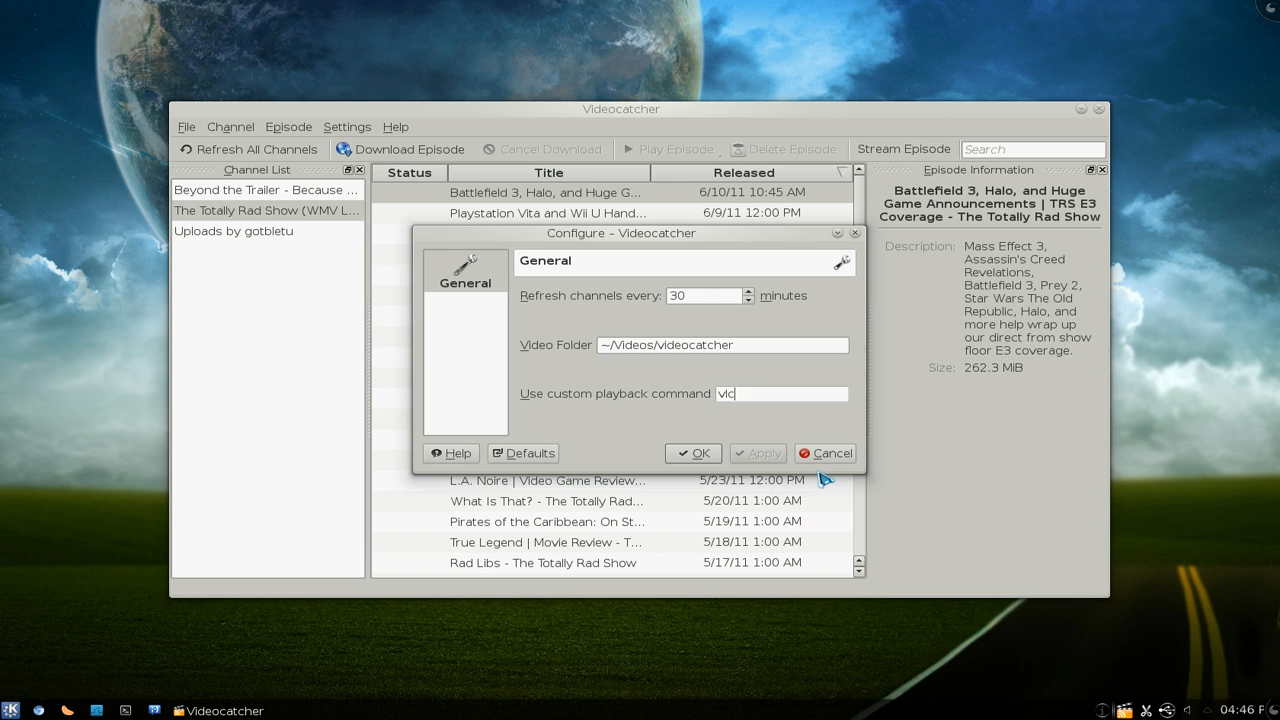 Videocatcher
File Channel Episode Settings Help
Refresh All Channels Download Episode Cancel Download Play Episode Delete Episode Stream Episode Search
Channel List
Beyond the Trailer - Because ...
The Totally Rad Show (WMV L...
Uploads by gotbletu
Status Title Released
Battlefield 3, Halo, and Huge G... 6/10/11 10:45 AM
Playstation Vita and Wii U Hand... 6/9/11 12:00 PM
L.A. Noire | Video Game Review... 5/23/11 12:00 PM
What Is That? - The Totally Rad... 5/20/11 1:00 AM
Pirates of the Caribbean: On St... 5/19/11 1:00 AM
True Legend | Movie Review - T... 5/18/11 1:00 AM
Rad Libs - The Totally Rad Show 5/17/11 1:00 AM
Configure – Videocatcher
General
General
Refresh channels every: 30 minutes
Video Folder ~/Videos/videocatcher
Use custom playback command vlc
Help Defaults OK Apply Cancel
Episode Information
Battlefield 3, Halo, and Huge
Game Announcements | TRS E3
Coverage - The Totally Rad Show
Description: Mass Effect 3,
Assassin's Creed
Revelations,
Battlefield 3, Prey 2,
Star Wars The Old
Republic, Halo, and
more help wrap up
our direct from show
floor E3 coverage.
Size: 262.3 MiB
Videocatcher
04:46